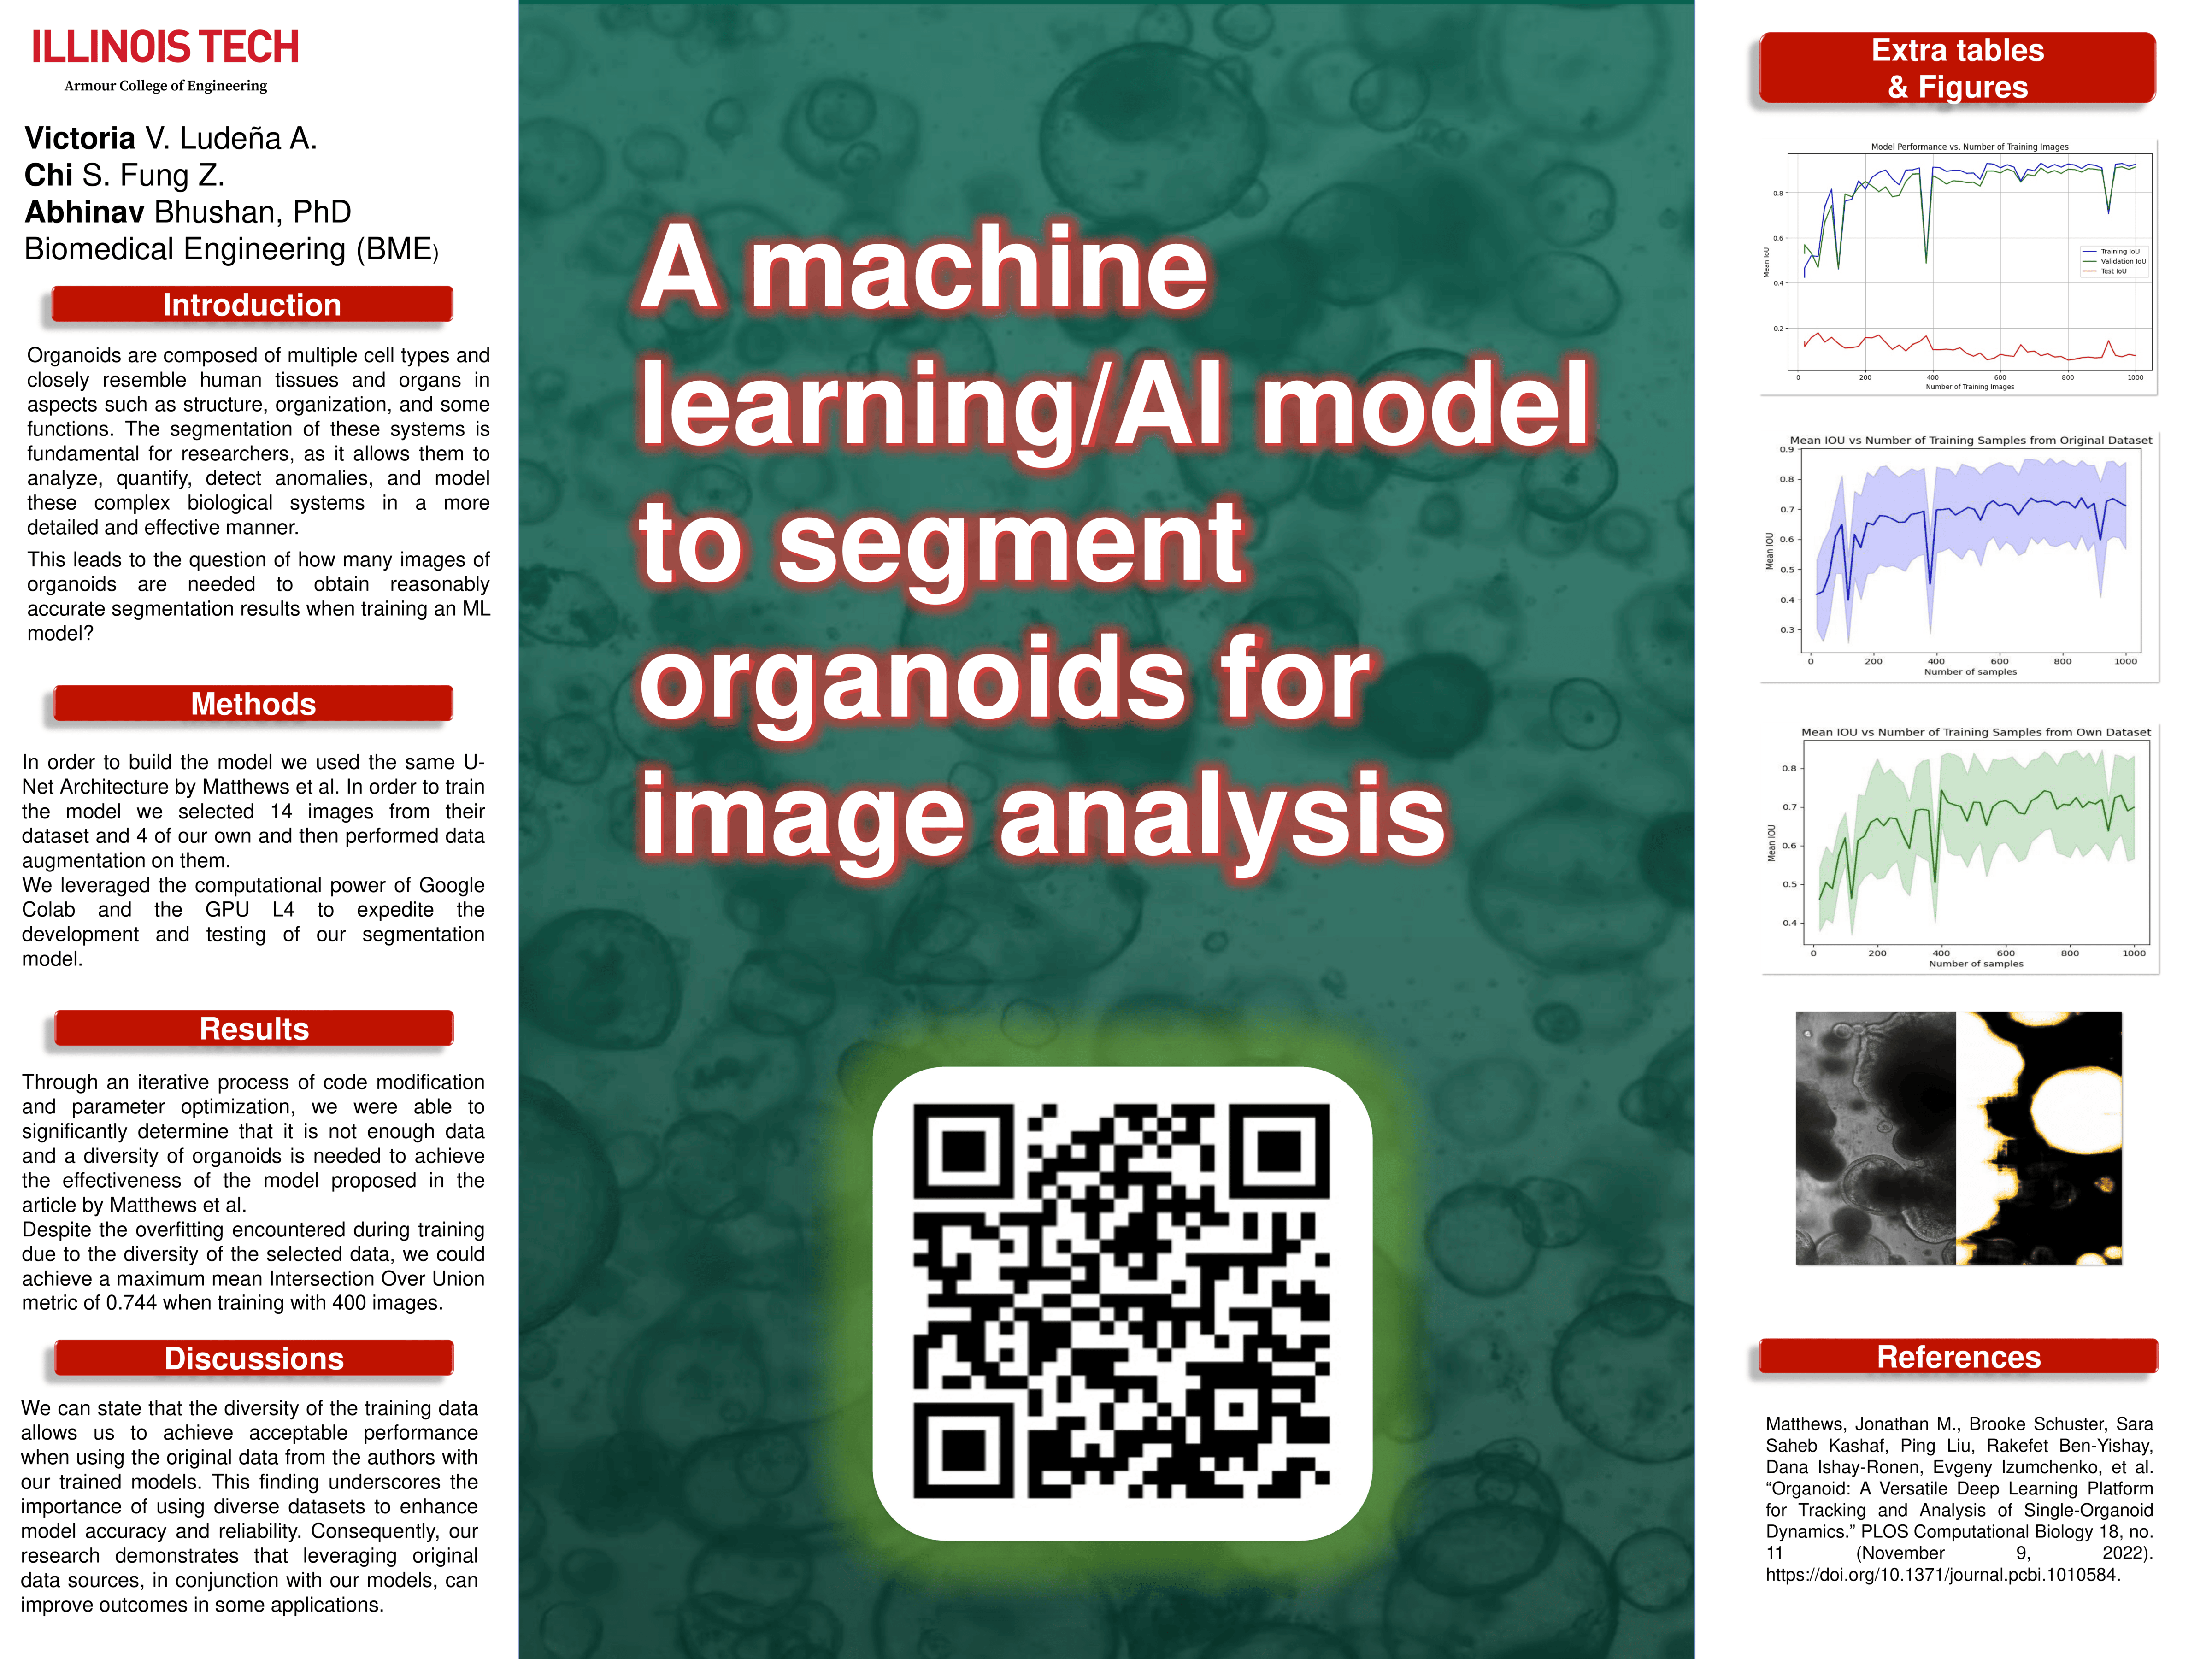 ILLINOIS TECH
Armour College of Engineering
Victoria V. Ludeña A.
Chi S. Fung Z.
Abhinav Bhushan, PhD
Biomedical Engineering (BME)
Introduction
Organoids are composed of multiple cell types and
closely resemble human tissues and organs in
aspects such as structure, organization, and some
functions. The segmentation of these systems is
fundamental for researchers, as it allows them to
analyze, quantify, detect anomalies, and model
these complex biological systems in a more
detailed and effective manner.
This leads to the question of how many images of
organoids are needed to obtain reasonably
accurate segmentation results when training an ML
model?
Methods
In order to build the model we used the same U-
Net Architecture by Matthews et al. In order to train
the model we selected 14 images from their
dataset and 4 of our own and then performed data
augmentation on them.
We leveraged the computational power of Google
Colab and the GPU L4 to expedite the
development and testing of our segmentation
model.
Results
Through an iterative process of code modification
and parameter optimization, we were able to
significantly determine that it is not enough data
and a diversity of organoids is needed to achieve
the effectiveness of the model proposed in the
article by Matthews et al.
Despite the overfitting encountered during training
due to the diversity of the selected data, we could
achieve a maximum mean Intersection Over Union
metric of 0.744 when training with 400 images.
Discussions
We can state that the diversity of the training data
allows us to achieve acceptable performance
when using the original data from the authors with
our trained models. This finding underscores the
importance of using diverse datasets to enhance
model accuracy and reliability. Consequently, our
research demonstrates that leveraging original
data sources, in conjunction with our models, can
improve outcomes in some applications.
A machine
learning/AI model
to segment
organoids for
image analysis
Extra tables
& Figures
Model Performance vs. Number of Training Images
Mean IoU
0.8
0.6
0.4
0.2
Training IoU
Validation IoU
Test IoU
0 200 400 600 800 1000
Number of Training Images
Mean IOU vs Number of Training Samples from Original Dataset
Mean IOU
0.9
0.8
0.7
0.6
0.5
0.4
0.3
0 200 400 600 800 1000
Number of samples
Mean IOU vs Number of Training Samples from Own Dataset
Mean IOU
0.8
0.7
0.6
0.5
0.4
0 200 400 600 800 1000
Number of samples
References
Matthews, Jonathan M., Brooke Schuster, Sara
Saheb Kashaf, Ping Liu, Rakefet Ben-Yishay,
Dana Ishay-Ronen, Evgeny Izumchenko, et al.
“Organoid: A Versatile Deep Learning Platform
for Tracking and Analysis of Single-Organoid
Dynamics.” PLOS Computational Biology 18, no.
11 (November 9, 2022).
https://doi.org/10.1371/journal.pcbi.1010584.